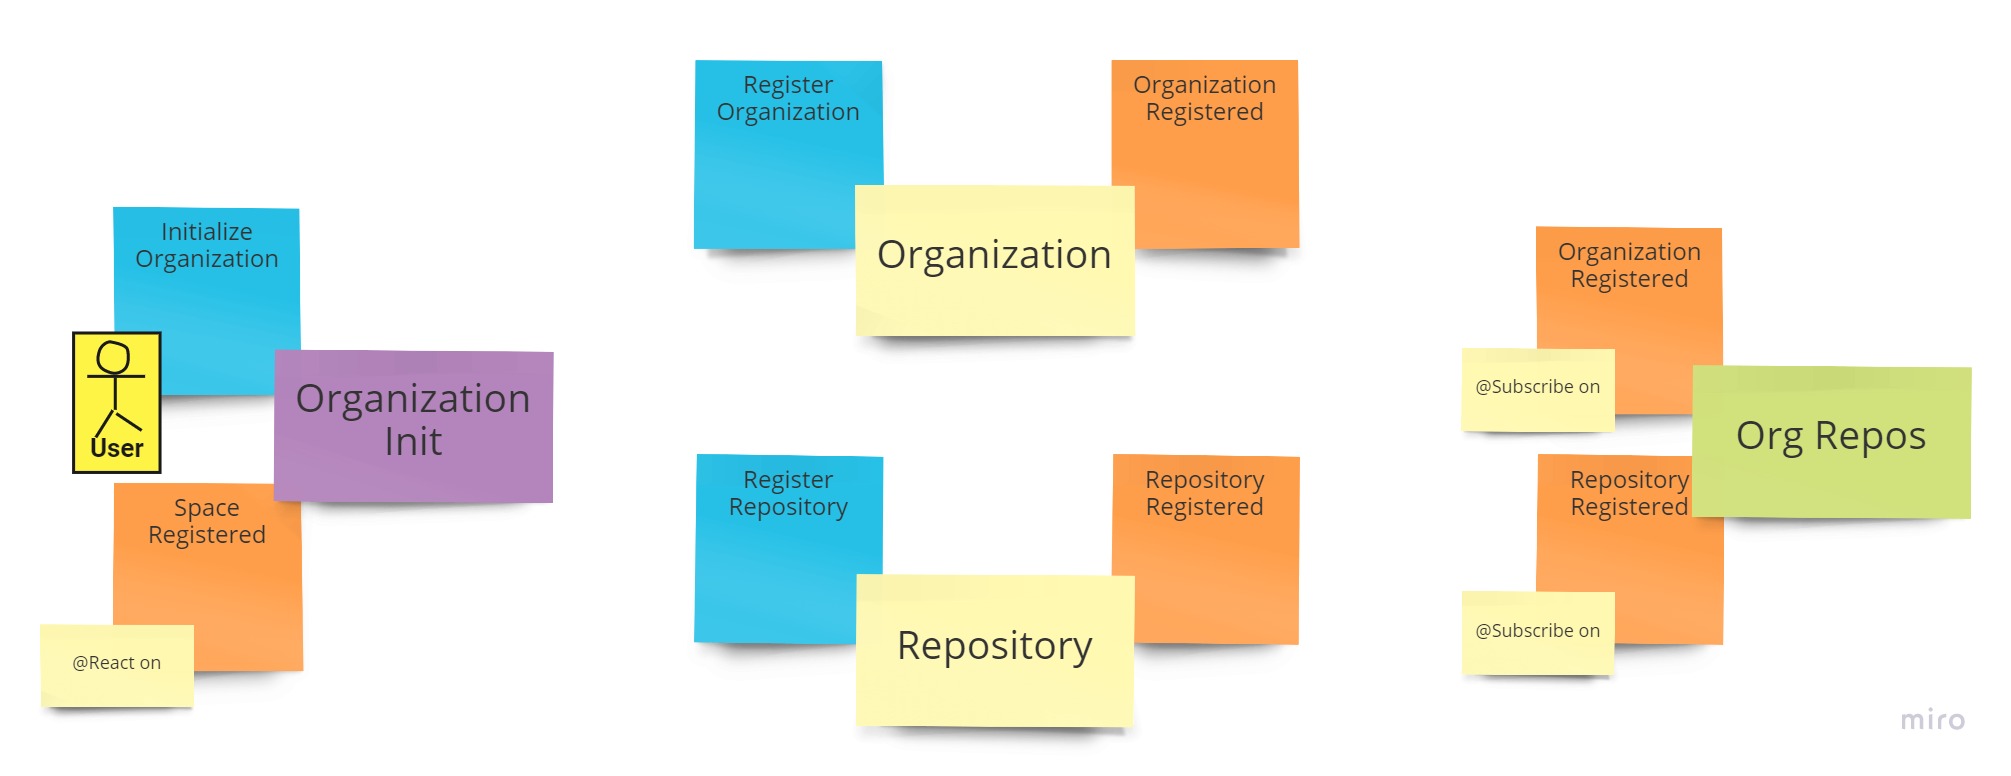 Initialize
Organization
User
Organization
Init
Space
Registered
@React on
Register
Organization
Organization
Registered
Organization
Register
Repository
Repository
Registered
Repository
Organization
Registered
@Subscribe on
Org Repos
Repository
Registered
@Subscribe on
miro